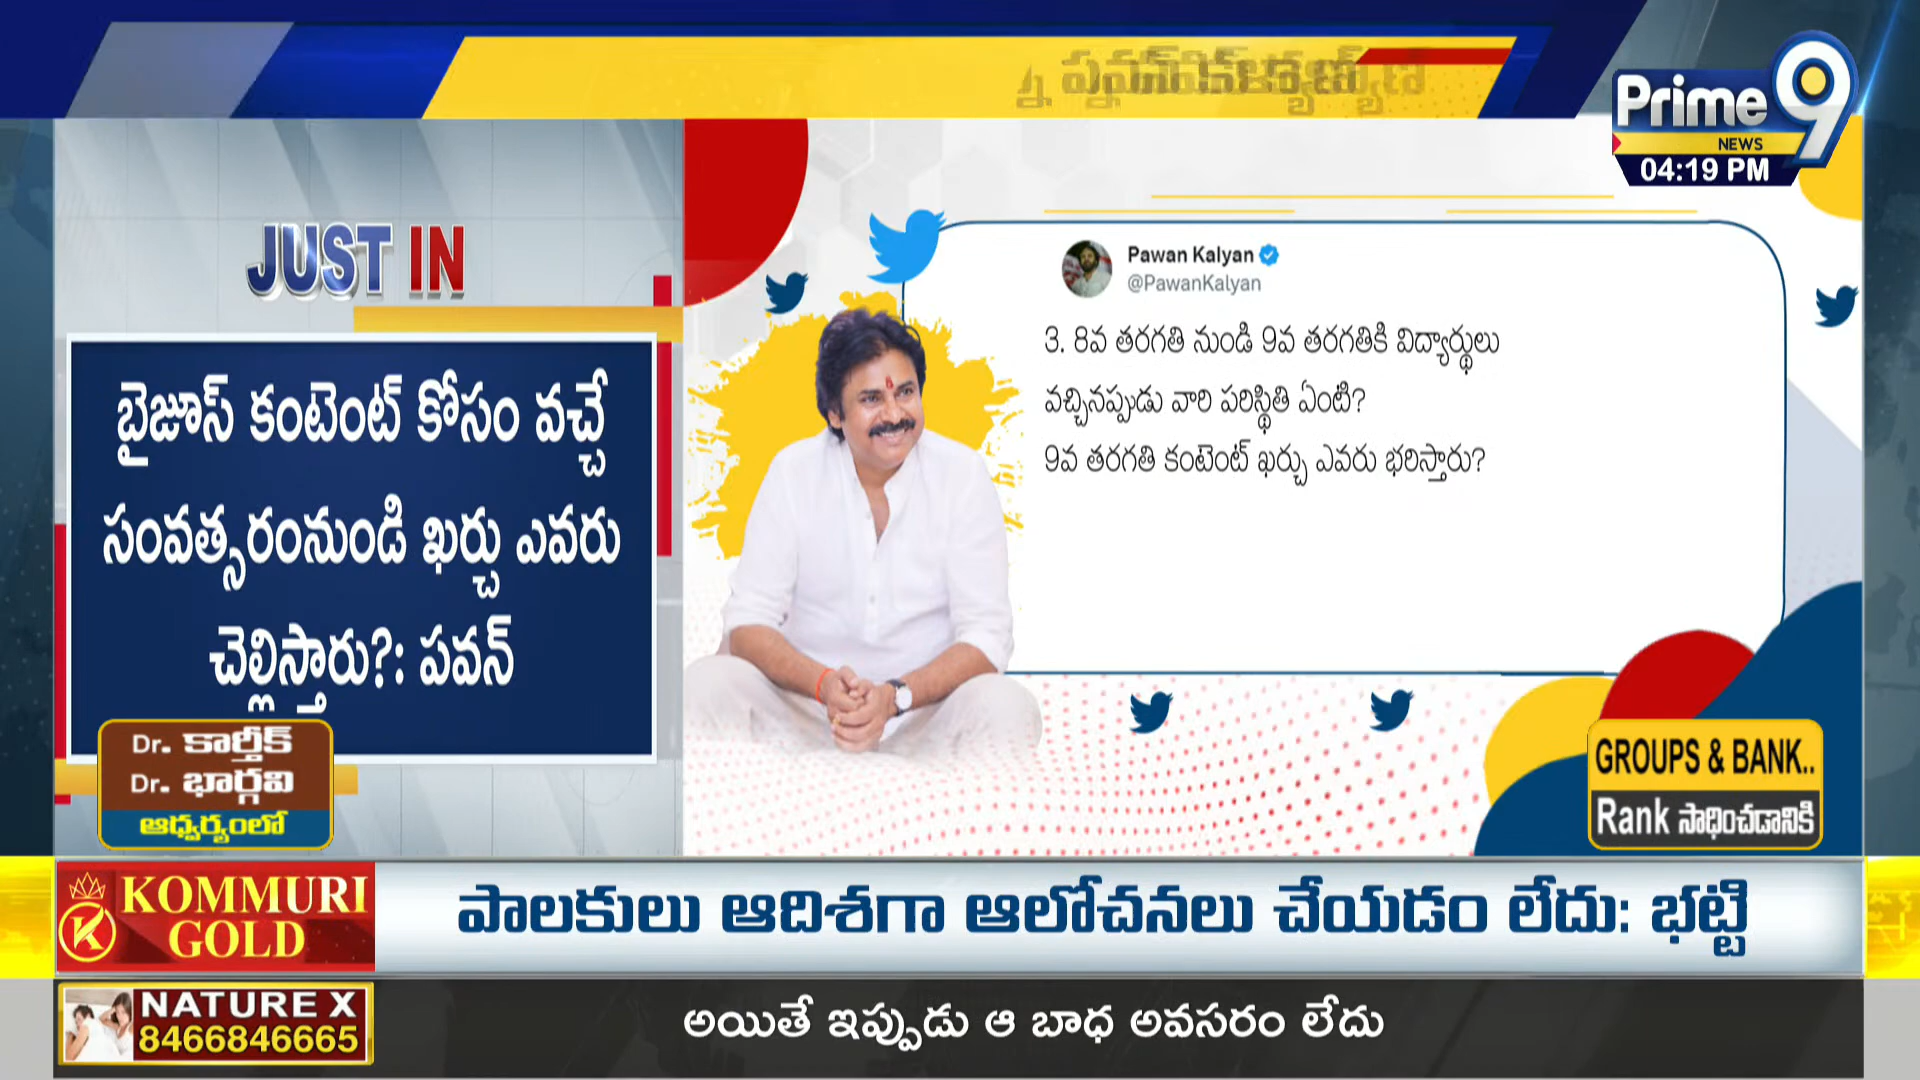 Prime9
NEWS
04:19 PM
JUST IN
బైజూస్ కంటెంట్ కోసం వచ్చే
సంవత్సరంనుండి ఖర్చు ఎవరు
చెల్లిస్తారు?: పవన్
Pawan Kalyan
@PawanKalyan
3. 8వ తరగతి నుండి 9వ తరగతికి విద్యార్థులు
వచ్చినప్పుడు వారి పరిస్థితి ఏంటి?
9వ తరగతి కంటెంట్ ఖర్చు ఎవరు భరిస్తారు?
Dr. కార్తీక్
Dr. భార్గవి
ఆధ్వర్యంలో
GROUPS & BANK..
Rank సాధించడానికి
KOMMURI
GOLD
పాలకులు ఆదిశగా ఆలోచనలు చేయడం లేదు: భట్టి
NATURE X
8466846665
అయితే ఇప్పుడు ఆ బాధ అవసరం లేదు